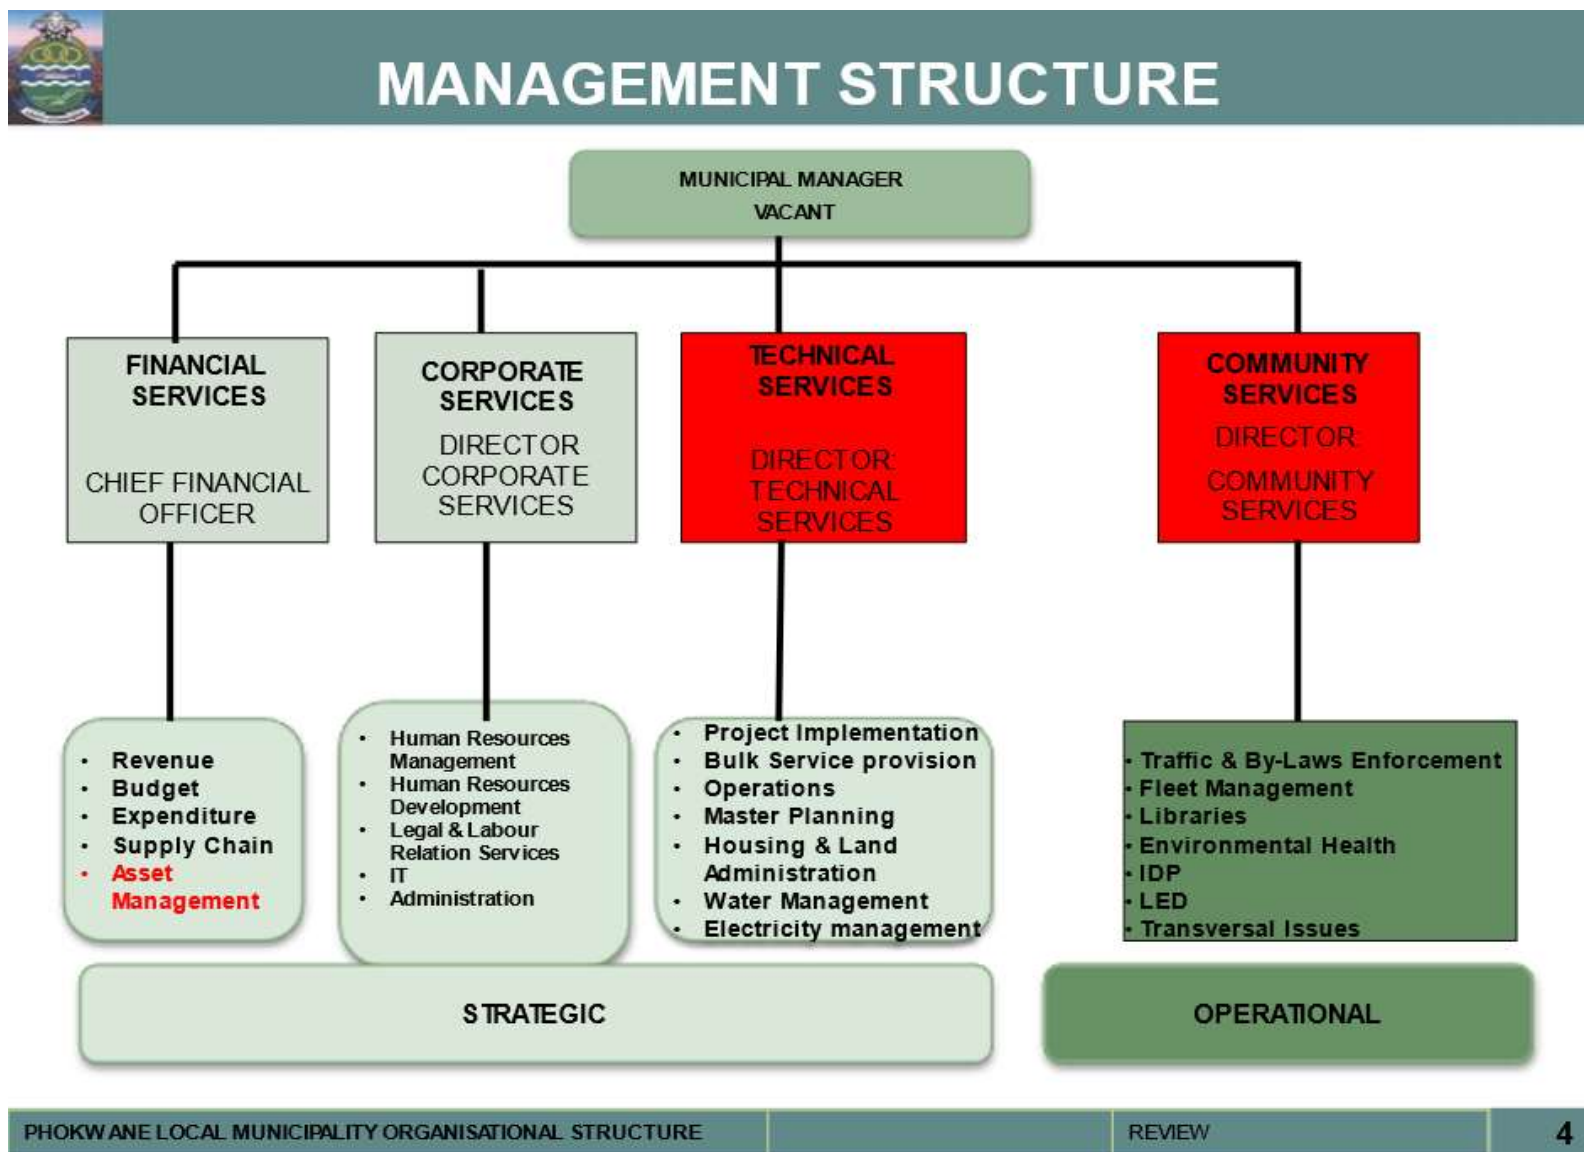 MANAGEMENT STRUCTURE
MUNICIPAL MANAGER
VACANT
FINANCIAL
SERVICES
CHIEF FINANCIAL
OFFICER
CORPORATE
SERVICES
DIRECTOR
CORPORATE
SERVICES
TECHNICAL
SERVICES
DIRECTOR:
TECHNICAL
SERVICES
COMMUNITY
SERVICES
DIRECTOR:
COMMUNITY
SERVICES
• Revenue
• Budget
• Expenditure
• Supply Chain
• Asset
Management
• Human Resources
Management
• Human Resources
Development
• Legal & Labour
Relation Services
• IT
• Administration
• Project Implementation
• Bulk Service provision
• Operations
• Master Planning
• Housing & Land
Administration
• Water Management
• Electricity management
• Traffic & By-Laws Enforcement
• Fleet Management
• Libraries
• Environmental Health
• IDP
• LED
• Transversal Issues
STRATEGIC
OPERATIONAL
PHOKWANE LOCAL MUNICIPALITY ORGANISATIONAL STRUCTURE
REVIEW
4